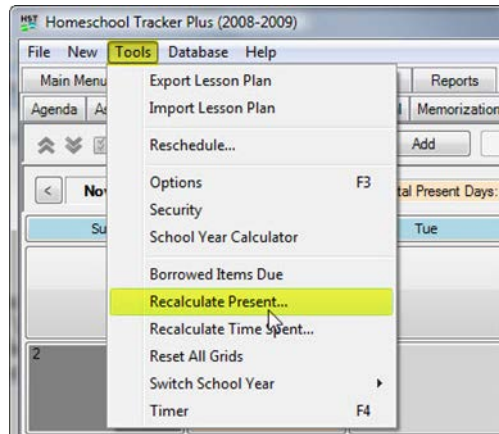 Homeschool Tracker Plus (2008-2009)
File New Tools Database Help
Main Menu Reports
Agenda Memorization
Add
< tal Present Days:
Su Tue
2
Export Lesson Plan
Import Lesson Plan
Reschedule...
Options F3
Security
School Year Calculator
Borrowed Items Due
Recalculate Present...
Recalculate Time Spent...
Reset All Grids
Switch School Year
Timer F4